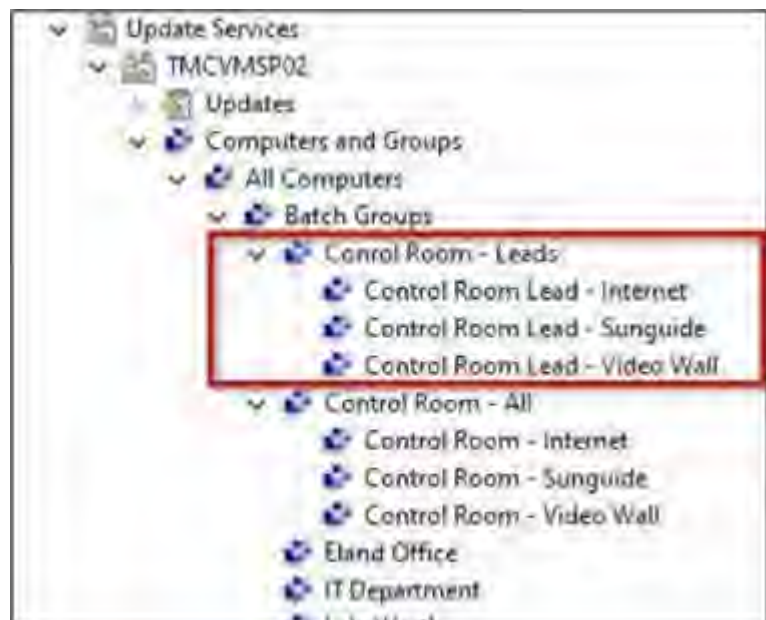 Update Services
TMCVMSP02
Updates
Computers and Groups
All Computers
Batch Groups
Conrol Room - Leads
Control Room Lead - Internet
Control Room Lead - Sunguide
Control Room Lead - Video Wall
Control Room - All
Control Room - Internet
Control Room - Sunguide
Control Room - Video Wall
Eland Office
IT Department